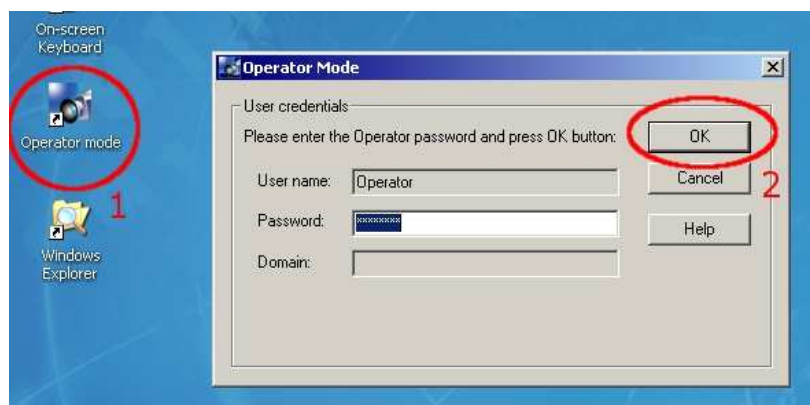 On-screen
Keyboard
Operator mode
1
Windows
Explorer
Operator Mode
User credentials
Please enter the Operator password and press OK button:
OK
User name:
Operator
Cancel
2
Password:
xxxxxxxx
Help
Domain: